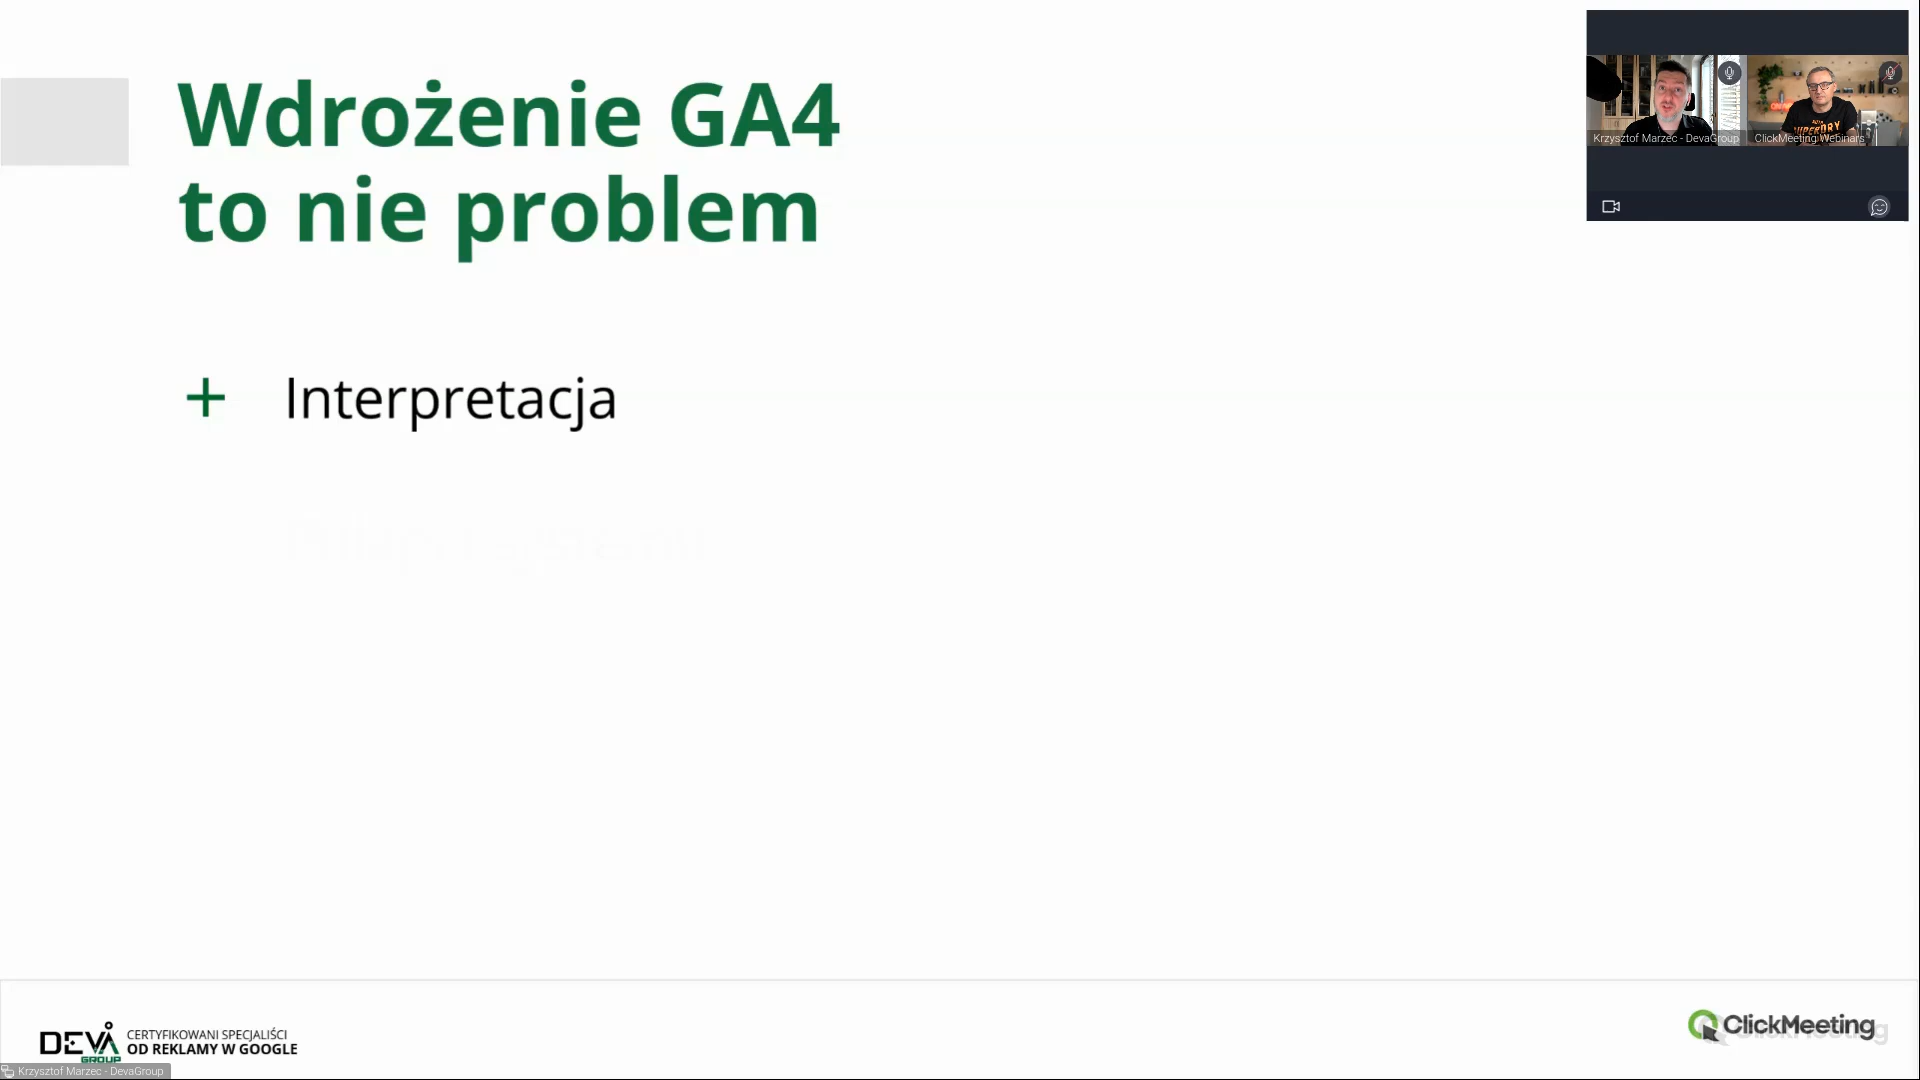 Wdrożenie GA4
to nie problem
+ Interpretacja
Krzysztof Marzec - DevaGroup
ClickMeeting Webinars
SUPERDRY
DEVA
GROUP
CERTYFIKOWANI SPECJALIŚCI
OD REKLAMY W GOOGLE
ClickMeeting
Krzysztof Marzec - DevaGroup